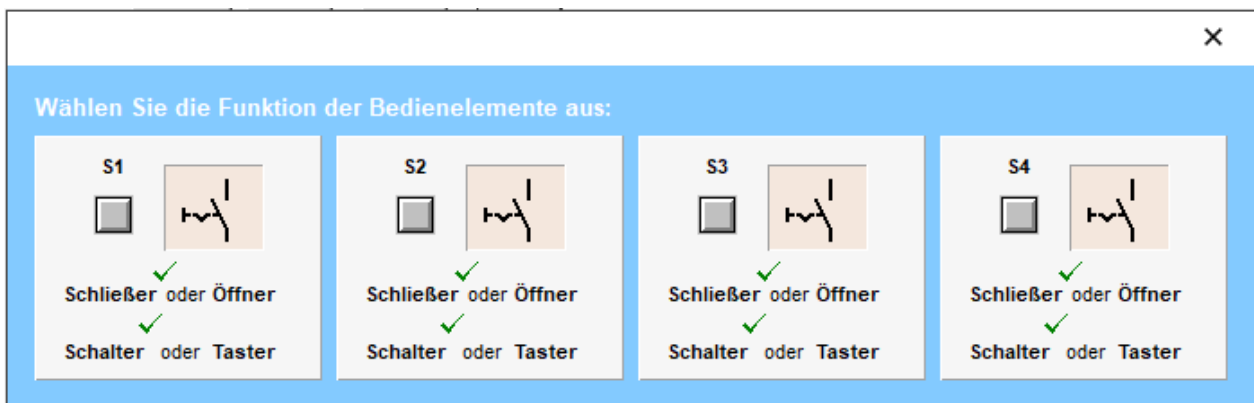 Wählen Sie die Funktion der Bedienelemente aus:
S1
Schließer oder Öffner
Schalter oder Taster
S2
Schließer oder Öffner
Schalter oder Taster
S3
Schließer oder Öffner
Schalter oder Taster
S4
Schließer oder Öffner
Schalter oder Taster